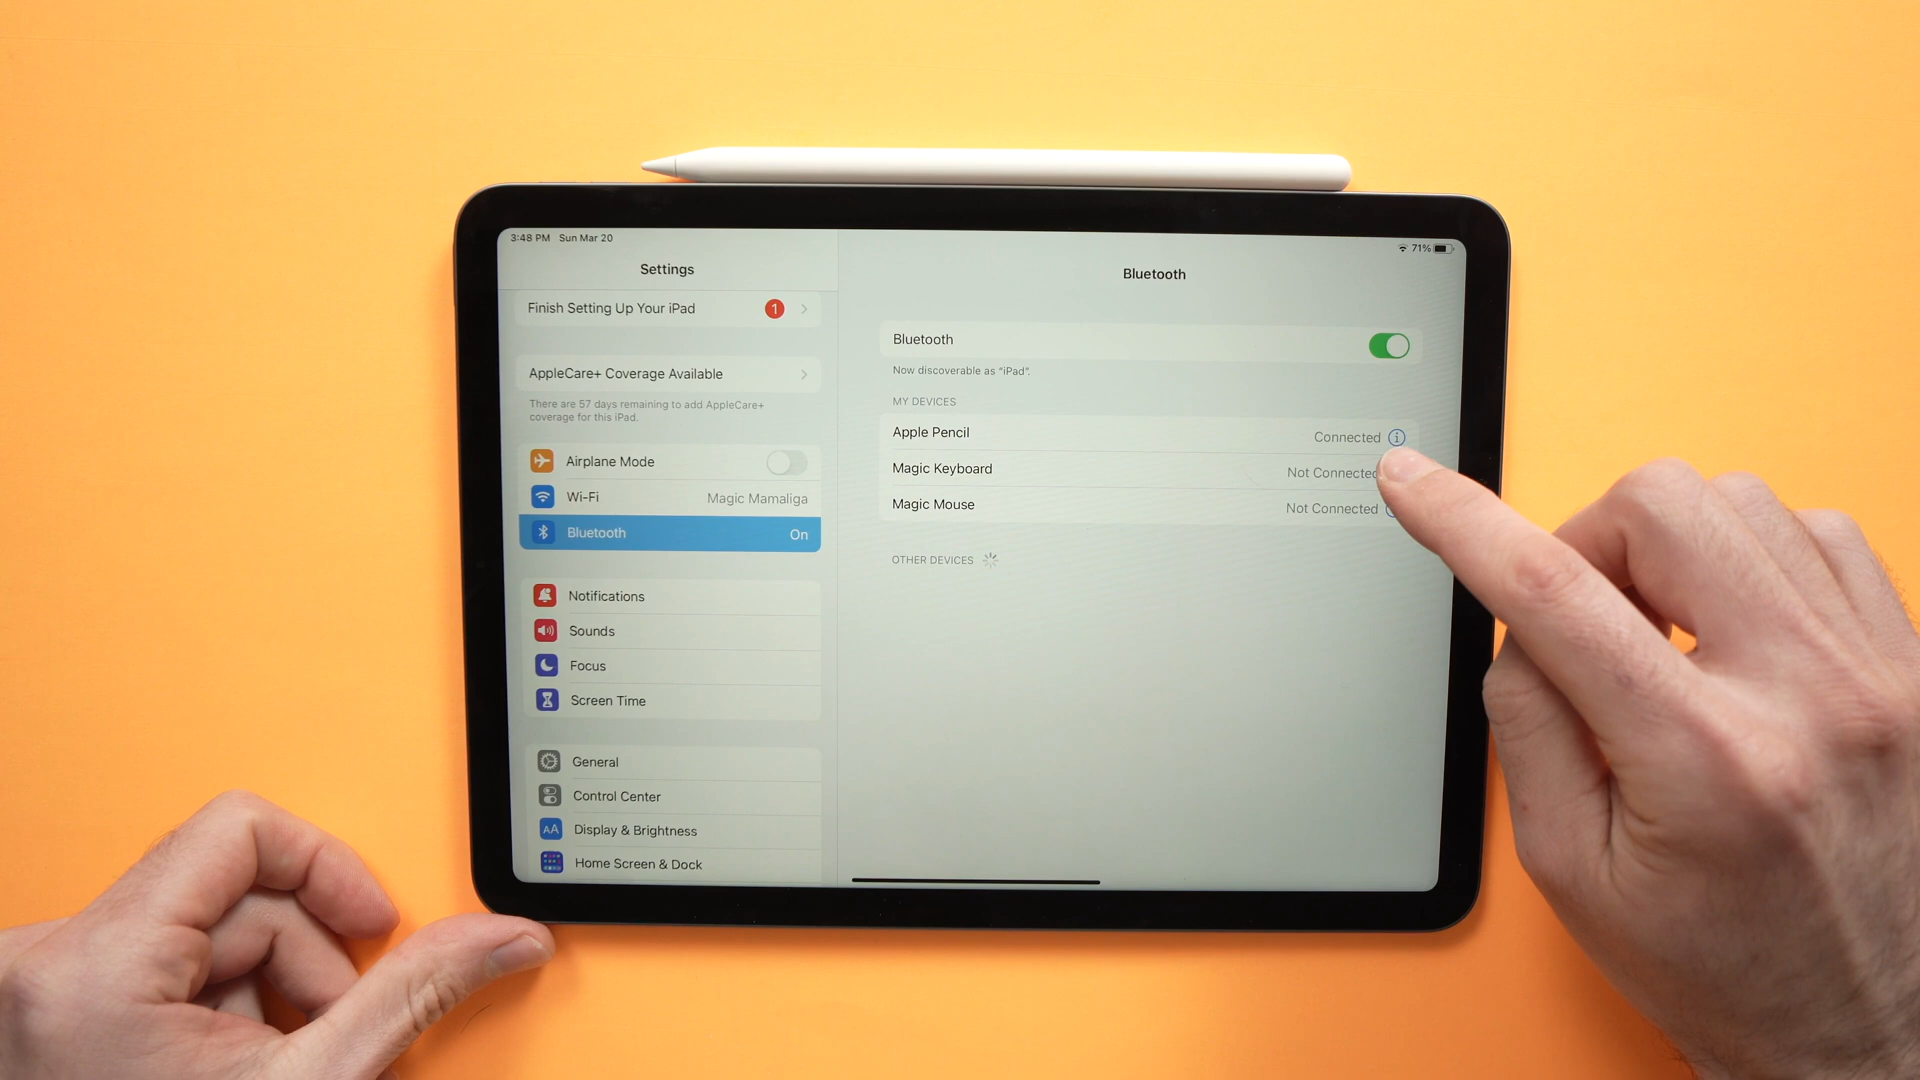 3:48 PM Sun Mar 20
71%
Settings
Finish Setting Up Your iPad 1
AppleCare+ Coverage Available
There are 57 days remaining to add AppleCare+
coverage for this iPad.
Airplane Mode
Wi-Fi Magic Mamaliga
Bluetooth On
Notifications
Sounds
Focus
Screen Time
General
Control Center
AA Display & Brightness
Home Screen & Dock
Bluetooth
Bluetooth
Now discoverable as “iPad”.
MY DEVICES
Apple Pencil Connected i
Magic Keyboard Not Connected
Magic Mouse Not Connected
OTHER DEVICES